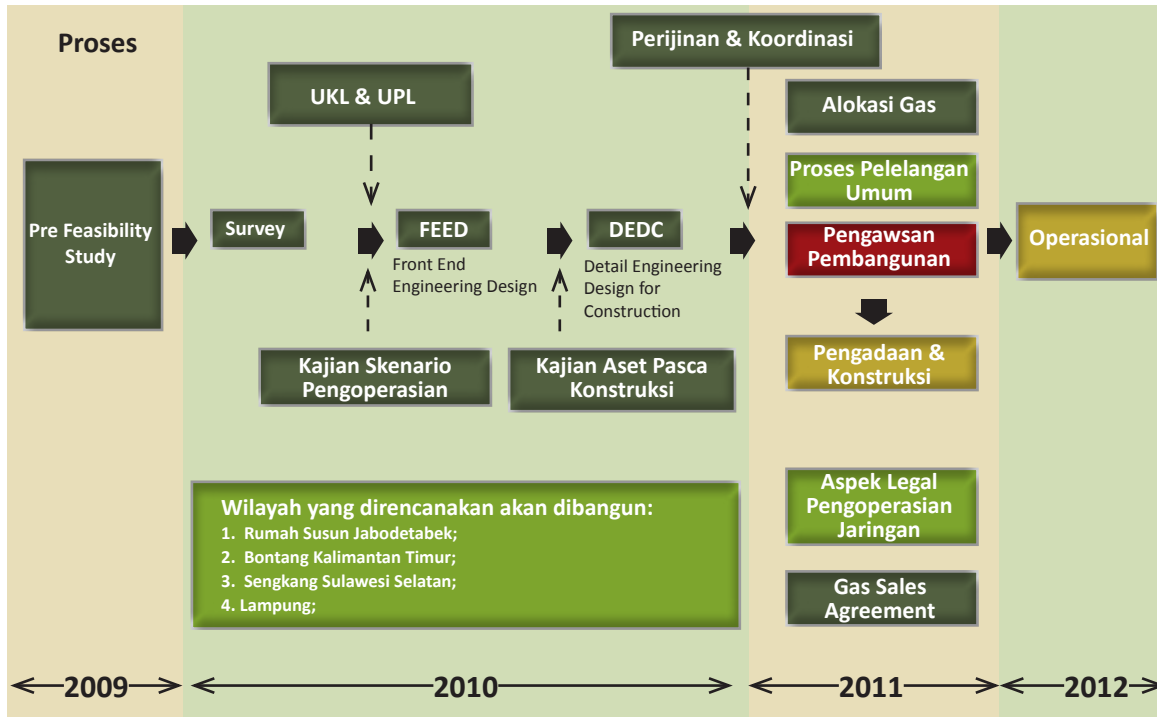 Proses
Perijinan & Koordinasi
UKL & UPL
Alokasi Gas
Proses Pelelangan
Umum
Pre Feasibility
Study
Survey
FEED
Front End
Engineering Design
DEDC
Detail Engineering
Design for
Construction
Pengawsan
Pembangunan
Operasional
Kajian Skenario
Pengoperasian
Kajian Aset Pasca
Konstruksi
Pengadaan &
Konstruksi
Wilayah yang direncanakan akan dibangun:
1. Rumah Susun Jabodetabek;
2. Bontang Kalimantan Timur;
3. Sengkang Sulawesi Selatan;
4. Lampung;
Aspek Legal
Pengoperasian
Jaringan
Gas Sales
Agreement
2009
2010
2011
2012